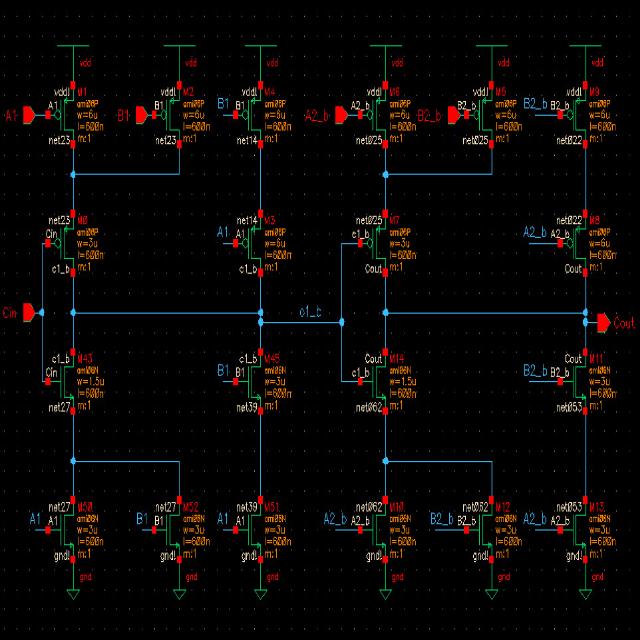 vdd vdd vdd vdd vdd vdd
vdd! M1 vdd! M2 vdd! M4 vdd! M6 vdd! M5 vdd! M9
A1 A1 ami06P w=6u l=600n m:1
B1 B1 ami06P w=6u l=600n m:1
B1 B1 ami06P w=6u l=600n m:1
A2_b A2_b ami06P w=6u l=600n m:1
B2_b B2_b ami06P w=6u l=600n m:1
B2_b B2_b ami06P w=6u l=600n m:1
net23 net23 net14 net025 net025 net022
net23 net14 M3 net025 M7 net022 M8
Cin ami06P w=3u l=600n m:1
A1 A1 ami06P w=6u l=600n m:1
c1_b ami06P w=3u l=600n m:1
A2_b A2_b ami06P w=6u l=600n m:1
c1_b c1_b Cout Cout
Cin c1_b Cout
c1_b M43 c1_b M45 Cout M14 Cout M11
Cin ami06N w=1.5u l=600n m:1
B1 B1 ami06N w=3u l=600n m:1
c1_b ami06N w=1.5u l=600n m:1
B2_b B2_b ami06N w=3u l=600n m:1
net27 net39 net062 net053
net27 M50 net27 M52 net39 M51 net062 M10 net062 M12 net053 M13
A1 A1 ami06N w=3u l=600n m:1
B1 B1 ami06N w=3u l=600n m:1
A1 A1 ami06N w=3u l=600n m:1
A2_b A2_b ami06N w=3u l=600n m:1
B2_b B2_b ami06N w=3u l=600n m:1
A2_b A2_b ami06N w=3u l=600n m:1
gnd! gnd! gnd! gnd! gnd! gnd!
gnd gnd gnd gnd gnd gnd